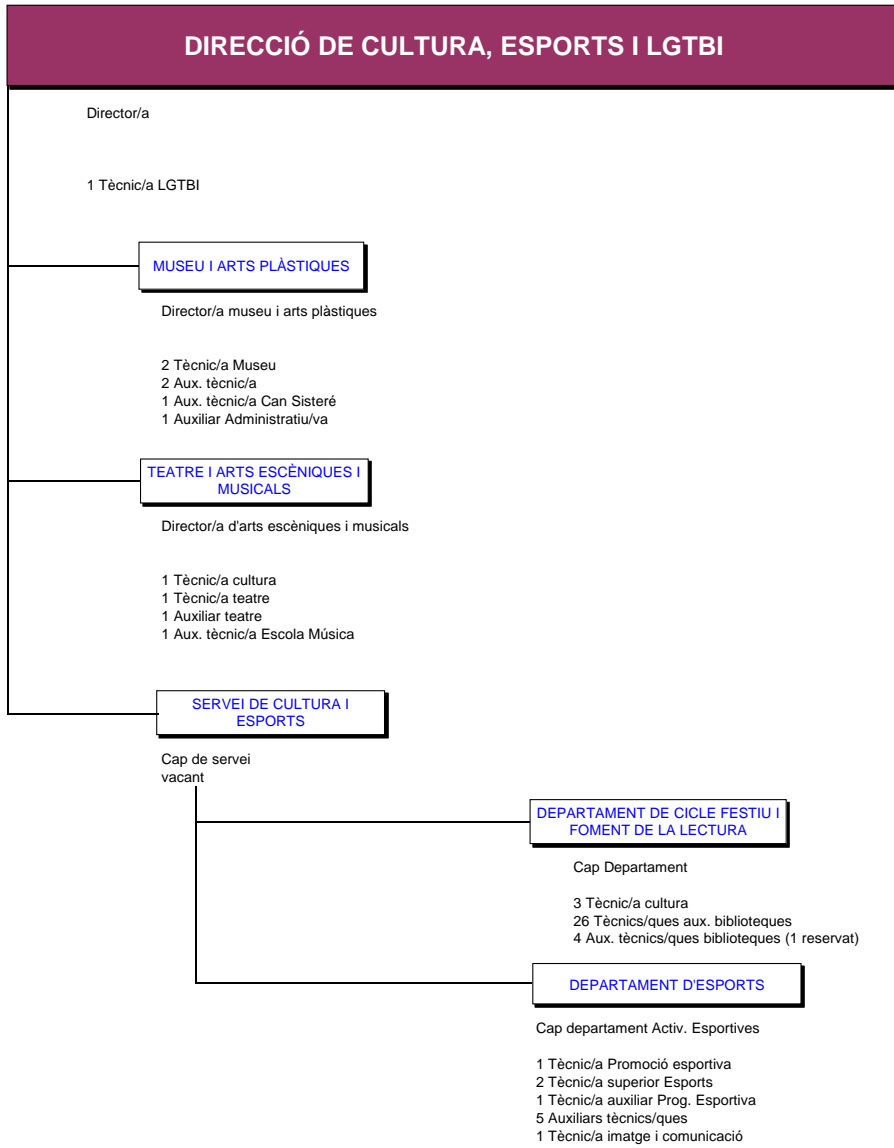 DIRECCIÓ DE CULTURA, ESPORTS I LGTBI
Director/a
1 Tècnic/a LGTBI
MUSEU I ARTS PLÀSTIQUES
Director/a museu i arts plàstiques
2 Tècnic/a Museu
2 Aux. tècnic/a
1 Aux. tècnic/a Can Sisteré
1 Auxiliar Administratiu/va
TEATRE I ARTS ESCÈNIQUES I
MUSICALS
Director/a d'arts escèniques i musicals
1 Tècnic/a cultura
1 Tècnic/a teatre
1 Auxiliar teatre
1 Aux. tècnic/a Escola Música
SERVEI DE CULTURA I
ESPORTS
Cap de servei
vacant
DEPARTAMENT DE CICLE FESTIU I
FOMENT DE LA LECTURA
Cap Departament
3 Tècnic/a cultura
26 Tècnics/ques aux. biblioteques
4 Aux. tècnics/ques biblioteques (1 reservat)
DEPARTAMENT D'ESPORTS
Cap departament Activ. Esportives
1 Tècnic/a Promoció esportiva
2 Tècnic/a superior Esports
1 Tècnic/a auxiliar Prog. Esportiva
5 Auxiliars tècnics/ques
1 Tècnic/a imatge i comunicació